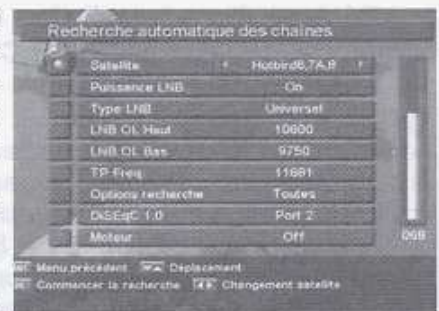 Recherche automatique des chaînes
Satellite Hotbird6,7A,8
Puissance LNB On
Type LNB Universal
LNB OL Haut 10600
LNB OL Bas 9750
TP Freq 11681
Options recherche Toutes
DiSEqC 1.0 Port 2
Moteur Off
Menu précédent Déplacement
Commencer la recherche Changement satellite